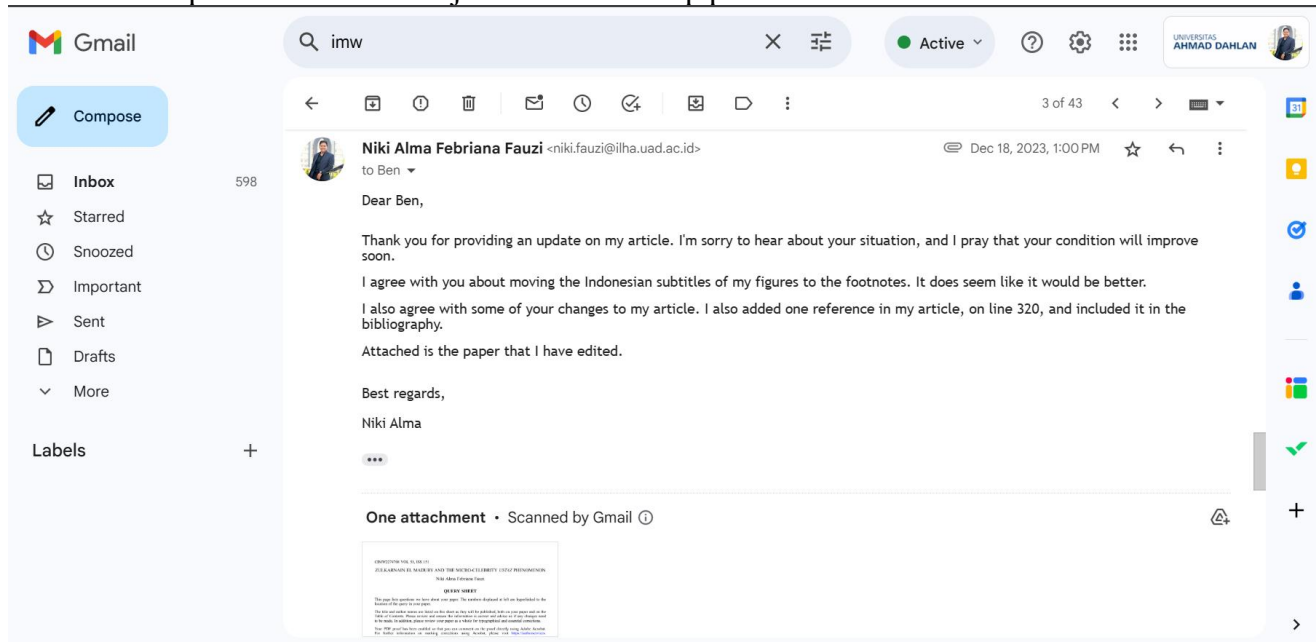 Gmail
imw
Active
UNIVERSITAS
AHMAD DAHLAN
Compose
Inbox 598
Starred
Snoozed
Important
Sent
Drafts
More
Labels
3 of 43
Niki Alma Febriana Fauzi <niki.fauzi@ilha.uad.ac.id>
Dec 18, 2023, 1:00 PM
to Ben
Dear Ben,
Thank you for providing an update on my article. I'm sorry to hear about your situation, and I pray that your condition will improve
soon.
I agree with you about moving the Indonesian subtitles of my figures to the footnotes. It does seem like it would be better.
I also agree with some of your changes to my article. I also added one reference in my article, on line 320, and included it in the
bibliography.
Attached is the paper that I have edited.
Best regards,
Niki Alma
One attachment • Scanned by Gmail
ZULKARNAIN EL MADURY AND THE MICRO-CELEBRITY USTAZ PHENOMENON
Niki Alma Febriana Fauzi
QUERY SHEET
31